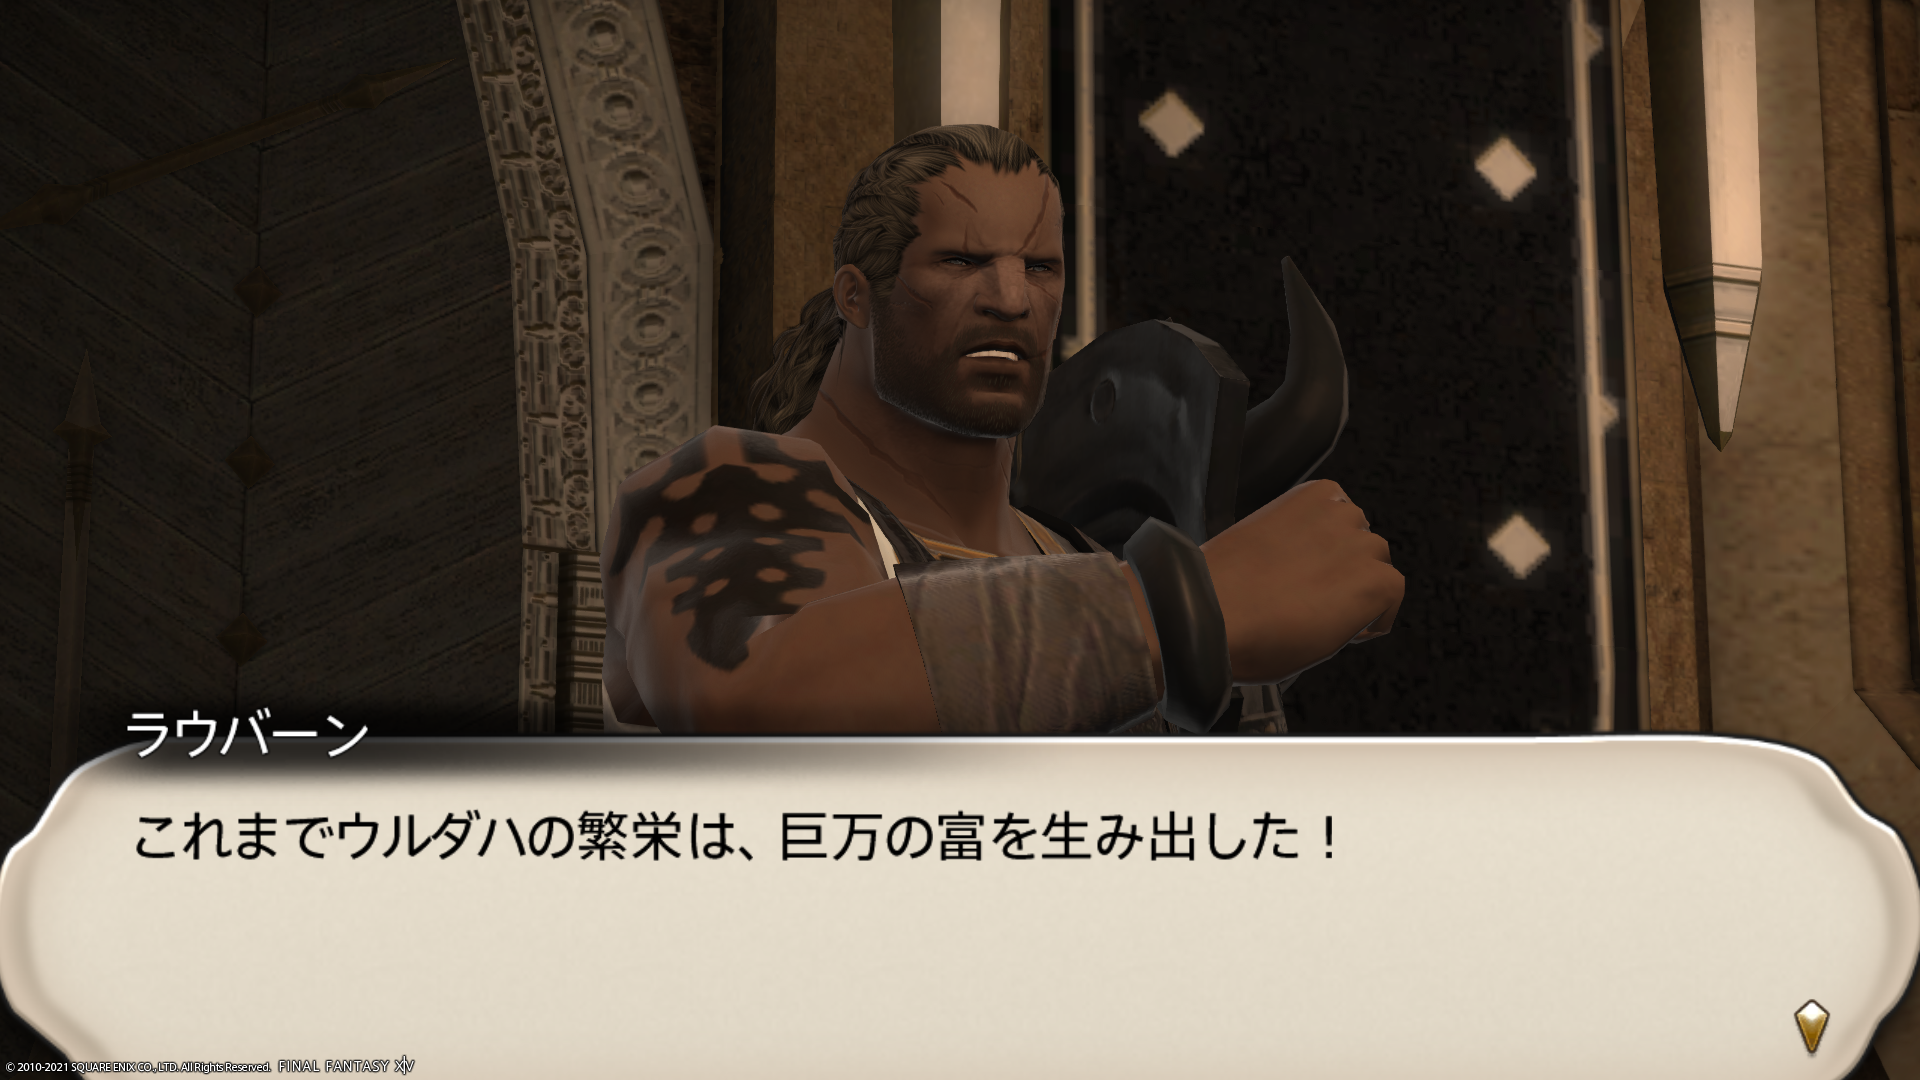 ラウバーン
これまでウルダハの繁栄は、巨万の富を生み出した！
© 2010-2021 SQUARE ENIX CO., LTD. All Rights Reserved. FINAL FANTASY XIV